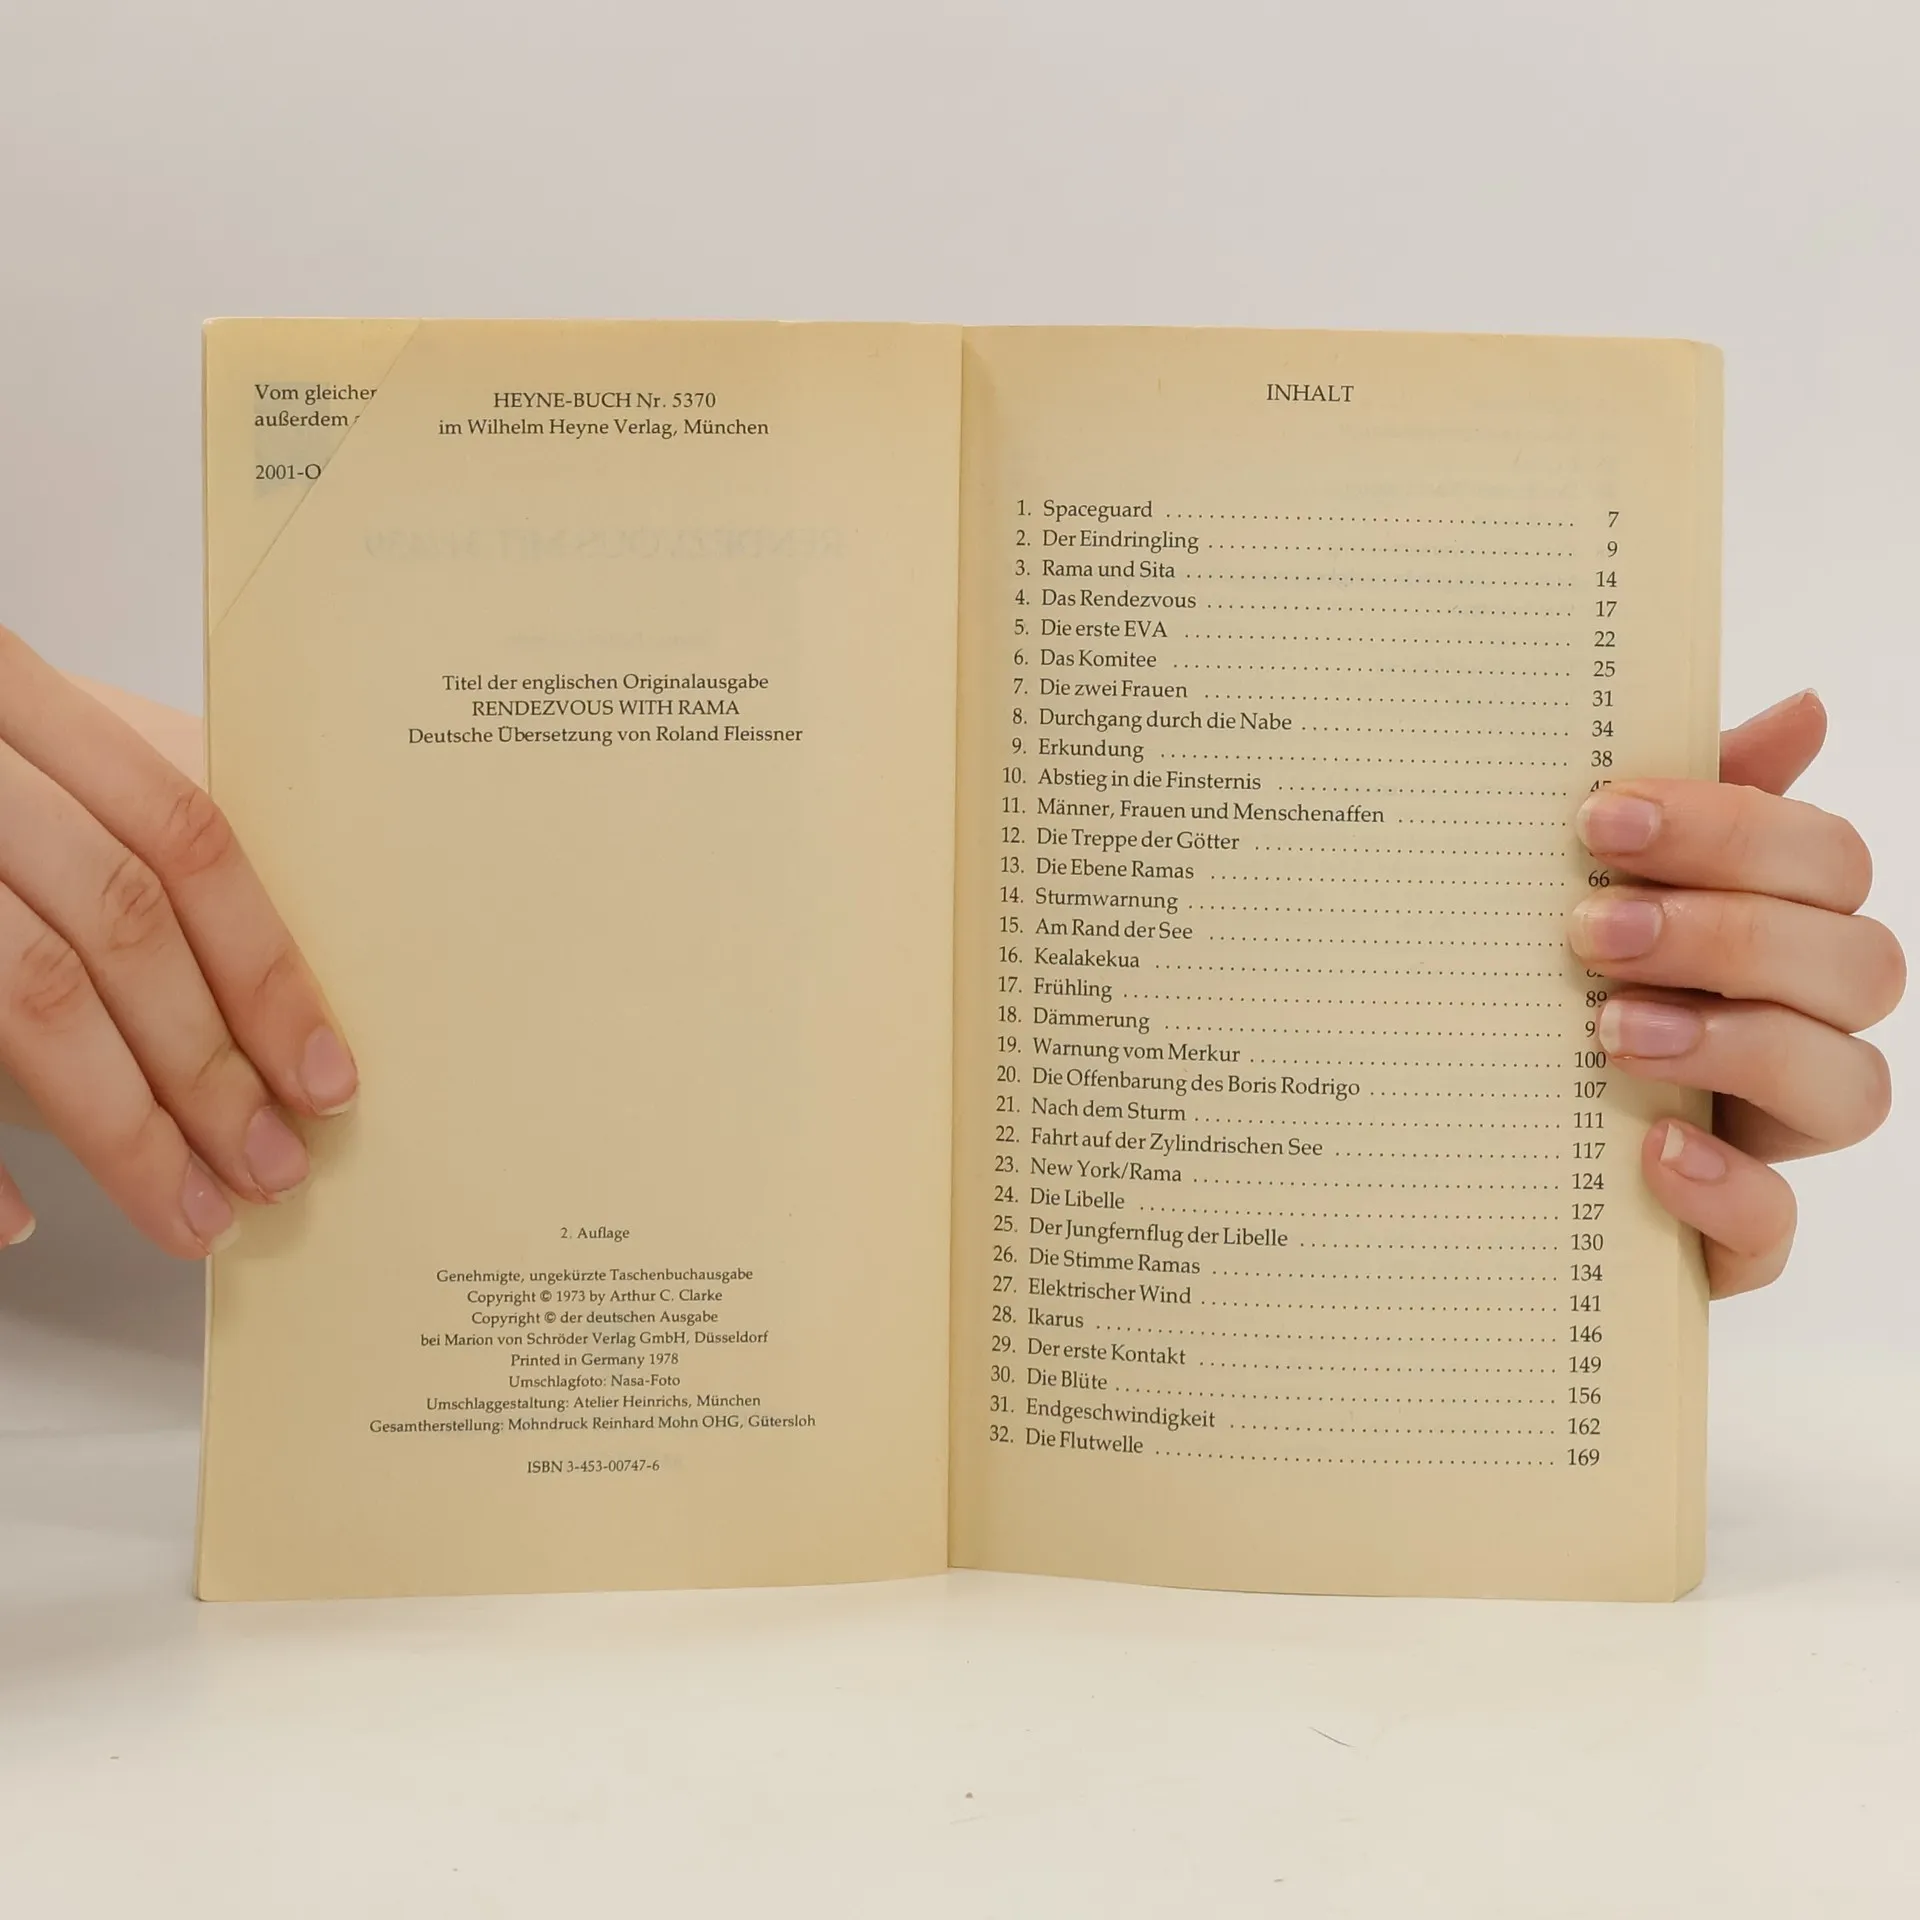 Vom gleichen
außerdem
2001-O
HEYNE-BUCH Nr. 5370
im Wilhelm Heyne Verlag, München
Titel der englischen Originalausgabe
RENDEZVOUS WITH RAMA
Deutsche Übersetzung von Roland Fleissner
2. Auflage
Genehmigte, ungekürzte Taschenbuchausgabe
Copyright © 1973 by Arthur C. Clarke
Copyright © der deutschen Ausgabe
bei Marion von Schröder Verlag GmbH, Düsseldorf
Printed in Germany 1978
Umschlagfoto: Nasa-Foto
Umschlaggestaltung: Atelier Heinrichs, München
Gesamtherstellung: Mohndruck Reinhard Mohn OHG, Gütersloh
ISBN 3-453-00747-6
INHALT
1. Spaceguard 7
2. Der Eindringling 9
3. Rama und Sita 14
4. Das Rendezvous 17
5. Die erste EVA 22
6. Das Komitee 25
7. Die zwei Frauen 31
8. Durchgang durch die Nabe 34
9. Erkundung 38
10. Abstieg in die Finsternis
11. Männer, Frauen und Menschenaffen
12. Die Treppe der Götter
13. Die Ebene Ramas 66
14. Sturmwarnung
15. Am Rand der See
16. Kealakekua
17. Frühling 89
18. Dämmerung
19. Warnung vom Merkur 100
20. Die Offenbarung des Boris Rodrigo 107
21. Nach dem Sturm 111
22. Fahrt auf der Zylindrischen See 117
23. New York/Rama 124
24. Die Libelle 127
25. Der Jungfernflug der Libelle 130
26. Die Stimme Ramas 134
27. Elektrischer Wind 141
28. Ikarus 146
29. Der erste Kontakt 149
30. Die Blüte 156
31. Endgeschwindigkeit 162
32. Die Flutwelle 169